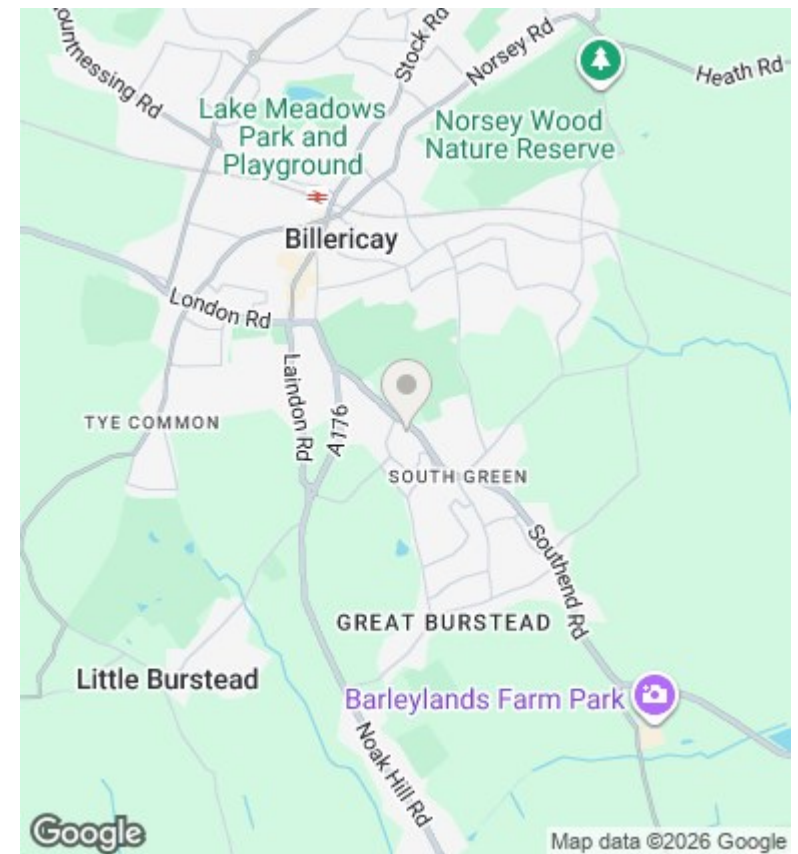 ountnessing Rd
Stock Rd
Norsey Rd
Heath Rd
Lake Meadows
Park and
Playground
Norsey Wood
Nature Reserve
Billericay
London Rd
Laindon Rd
A176
TYE COMMON
SOUTH GREEN
Southend Rd
GREAT BURSTEAD
Little Burstead
Barleylands Farm Park
Noak Hill Rd
Google
Map data ©2026 Google